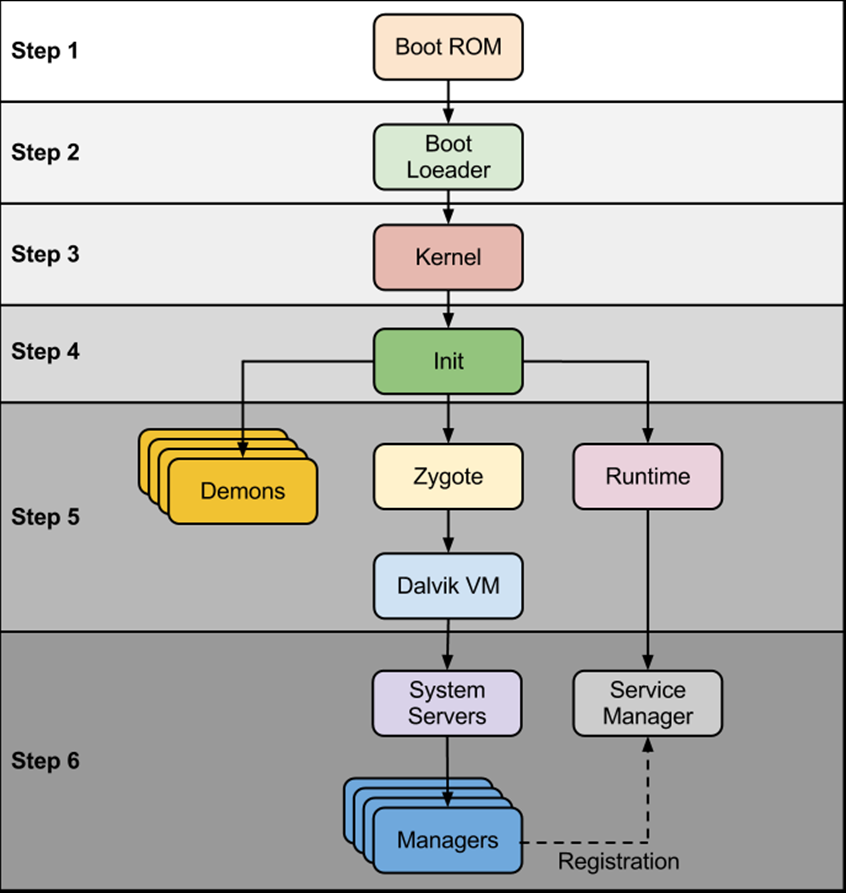 Step 1
Boot ROM
Step 2
Boot
Loeader
Step 3
Kernel
Step 4
Init
Step 5
Demons
Zygote
Runtime
Dalvik VM
Step 6
System
Servers
Service
Manager
Managers
Registration